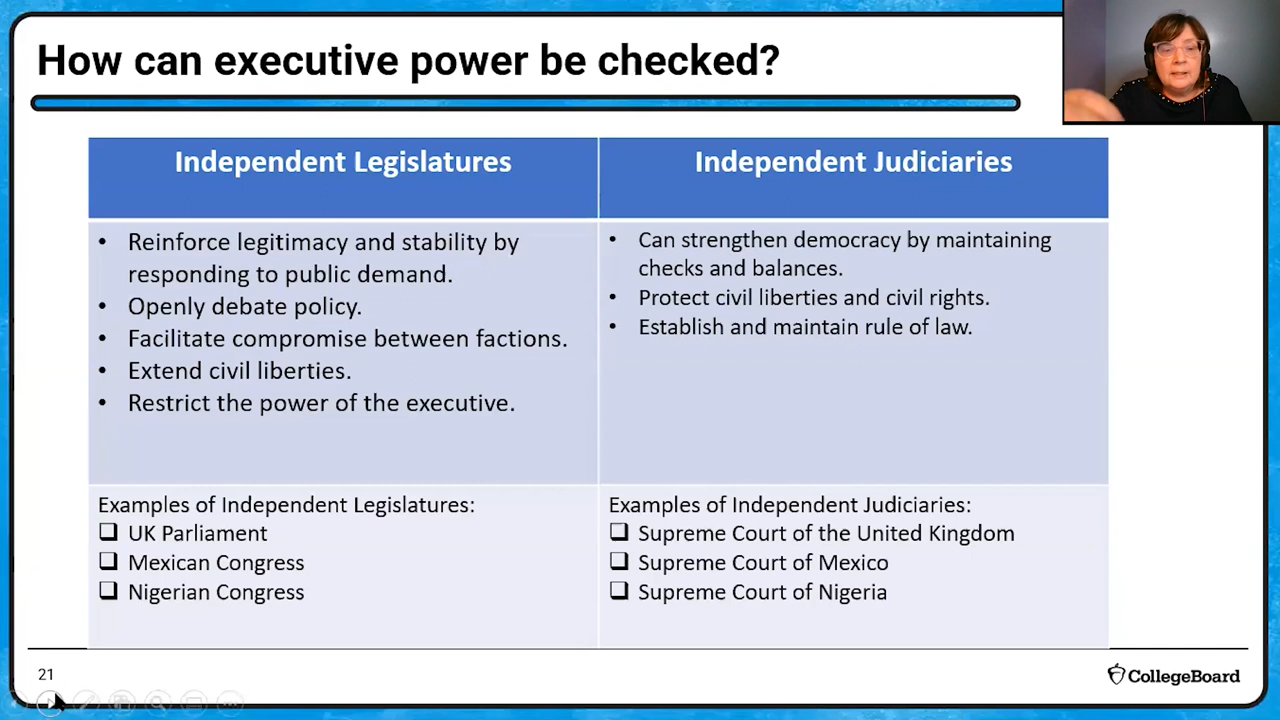 How can executive power be checked?
Independent Legislatures
• Reinforce legitimacy and stability by
responding to public demand.
• Openly debate policy.
• Facilitate compromise between factions.
• Extend civil liberties.
• Restrict the power of the executive.
Independent Judiciaries
• Can strengthen democracy by maintaining
checks and balances.
• Protect civil liberties and civil rights.
• Establish and maintain rule of law.
Examples of Independent Legislatures:
❑ UK Parliament
❑ Mexican Congress
❑ Nigerian Congress
Examples of Independent Judiciaries:
❑ Supreme Court of the United Kingdom
❑ Supreme Court of Mexico
❑ Supreme Court of Nigeria
21
CollegeBoard